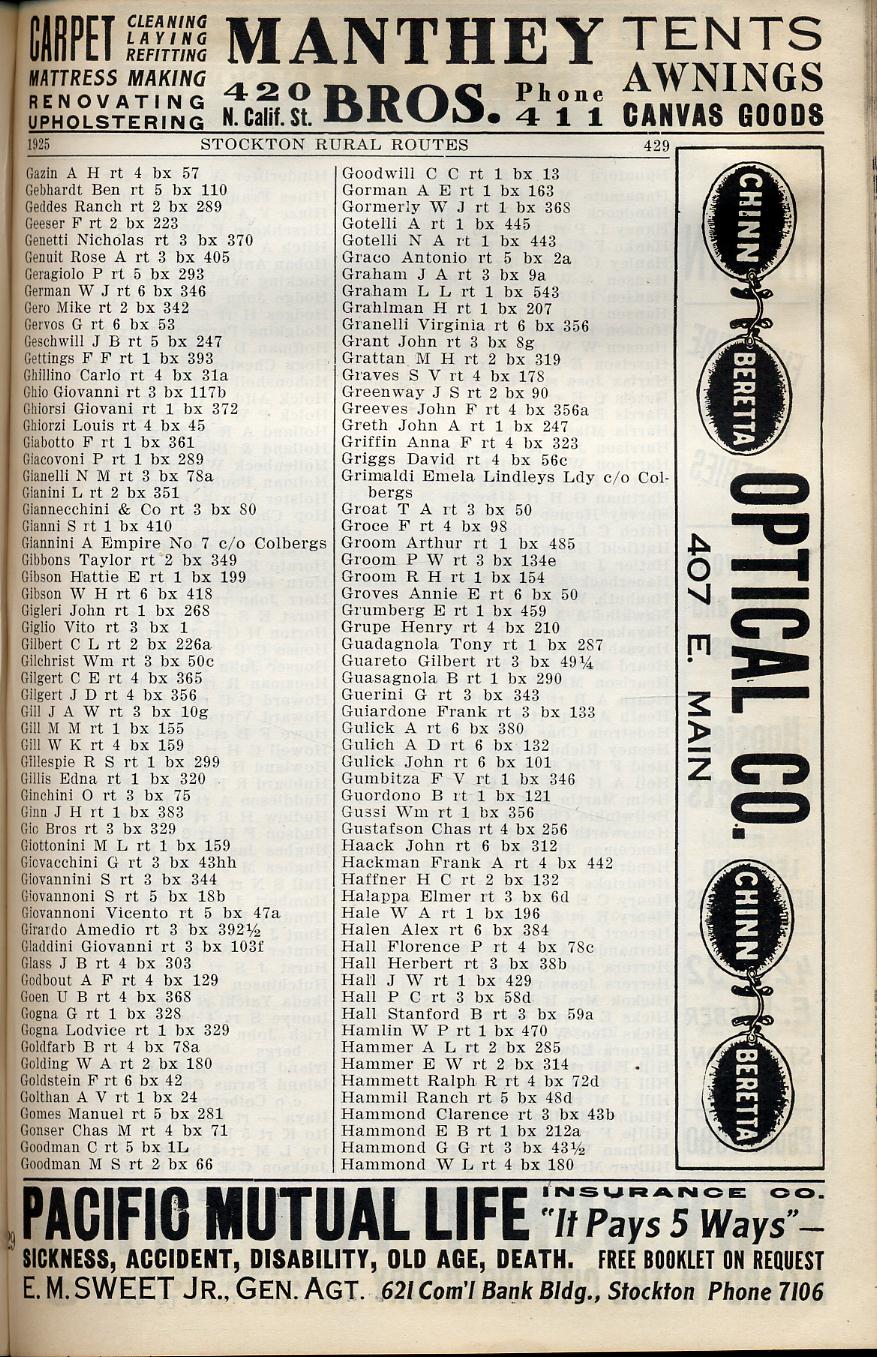 CARPET CLEANING
LAYING
REFITTING
MATTRESS MAKING
RENOVATING
UPHOLSTERING
MANTHEY
420
N. Calif. St.
BROS.
Phone
411
TENTS
AWNINGS
CANVAS GOODS
1925 STOCKTON RURAL ROUTES 429
Gazin A H rt 4 bx 57
Gebhardt Ben rt 5 bx 110
Geddes Ranch rt 2 bx 289
Geeser F rt 2 bx 223
Genetti Nicholas rt 3 bx 370
Genuit Rose A rt 3 bx 405
Geragiolo P rt 5 bx 293
German W J rt 6 bx 346
Gero Mike rt 2 bx 342
Gervos G rt 6 bx 53
Geschwill J B rt 5 bx 247
Gettings F F rt 1 bx 393
Ghillino Carlo rt 4 bx 31a
Ghio Giovanni rt 3 bx 117b
Ghiorsi Giovani rt 1 bx 372
Ghiorzi Louis rt 4 bx 45
Giabotto F rt 1 bx 361
Giacovoni P rt 1 bx 289
Gianelli N M rt 3 bx 78a
Gianini L rt 2 bx 351
Giannecchini & Co rt 3 bx 80
Gianni S rt 1 bx 410
Giannini A Empire No 7 c/o Colbergs
Gibbons Taylor rt 2 bx 349
Gibson Hattie E rt 1 bx 199
Gibson W H rt 6 bx 418
Gigleri John rt 1 bx 268
Giglio Vito rt 3 bx 1
Gilbert C L rt 2 bx 226a
Gilchrist Wm rt 3 bx 50c
Gilgert C E rt 4 bx 365
Gilgert J D rt 4 bx 356
Gill J A W rt 3 bx 10g
Gill M M rt 1 bx 155
Gill W K rt 4 bx 159
Gillespie R S rt 1 bx 299
Gillis Edna rt 1 bx 320
Ginchini O rt 3 bx 75
Ginn J H rt 1 bx 383
Gio Bros rt 3 bx 329
Giottonini M L rt 1 bx 159
Giovacchini G rt 3 bx 43hh
Giovannini S rt 3 bx 344
Giovannoni S rt 5 bx 18b
Giovannoni Vicento rt 5 bx 47a
Girardo Amedio rt 3 bx 392½
Gladdini Giovanni rt 3 bx 103f
Glass J B rt 4 bx 303
Godbout A F rt 4 bx 129
Goen U B rt 4 bx 368
Gogna G rt 1 bx 328
Gogna Lodvice rt 1 bx 329
Goldfarb B rt 4 bx 78a
Golding W A rt 2 bx 180
Goldstein F rt 6 bx 42
Golthan A V rt 1 bx 24
Gomes Manuel rt 5 bx 281
Gonser Chas M rt 4 bx 71
Goodman C rt 5 bx 1L
Goodman M S rt 2 bx 66
Goodwill C C rt 1 bx 13
Gorman A E rt 1 bx 163
Gormerly W J rt 1 bx 368
Gotelli A rt 1 bx 445
Gotelli N A rt 1 bx 443
Graco Antonio rt 5 bx 2a
Graham J A rt 3 bx 9a
Graham L L rt 1 bx 543
Grahlman H rt 1 bx 207
Granelli Virginia rt 6 bx 356
Grant John rt 3 bx 8g
Grattan M H rt 2 bx 319
Graves S V rt 4 bx 178
Greenway J S rt 2 bx 90
Greeves John F rt 4 bx 356a
Greth John A rt 1 bx 247
Griffin Anna F rt 4 bx 323
Griggs David rt 4 bx 56c
Grimaldi Emela Lindleys Ldy c/o Col-
bergs
Groat T A rt 3 bx 50
Groce F rt 4 bx 98
Groom Arthur rt 1 bx 485
Groom P W rt 3 bx 134e
Groom R H rt 1 bx 154
Groves Annie E rt 6 bx 50
Grumberg E rt 1 bx 459
Grupe Henry rt 4 bx 210
Guadagnola Tony rt 1 bx 287
Guareto Gilbert rt 3 bx 49¼
Guasagnola B rt 1 bx 290
Guerini G rt 3 bx 343
Guiardone Frank rt 3 bx 133
Gulick A rt 6 bx 380
Gulich A D rt 6 bx 132
Gulick John rt 6 bx 101
Gumbitza F V rt 1 bx 346
Guordono B rt 1 bx 121
Gussi Wm rt 1 bx 356
Gustafson Chas rt 4 bx 256
Haack John rt 6 bx 312
Hackman Frank A rt 4 bx 442
Haffner H C rt 2 bx 132
Halappa Elmer rt 3 bx 6d
Hale W A rt 1 bx 196
Halen Alex rt 6 bx 384
Hall Florence P rt 4 bx 78c
Hall Herbert rt 3 bx 38b
Hall J W rt 1 bx 429
Hall P C rt 3 bx 58d
Hall Stanford B rt 3 bx 59a
Hamlin W P rt 1 bx 470
Hammer A L rt 2 bx 285
Hammer E W rt 2 bx 314
Hammett Ralph R rt 4 bx 72d
Hammil Ranch rt 5 bx 48d
Hammond Clarence rt 3 bx 43b
Hammond E B rt 1 bx 212a
Hammond G G rt 3 bx 43½
Hammond W L rt 4 bx 180
CHINN
BERETTA
OPTICAL CO.
407 E. MAIN
CHINN
BERETTA
PACIFIC MUTUAL LIFE INSURANCE CO.
"It Pays 5 Ways"—
SICKNESS, ACCIDENT, DISABILITY, OLD AGE, DEATH. FREE BOOKLET ON REQUEST
E. M. SWEET JR., GEN. AGT. 621 Com'l Bank Bldg., Stockton Phone 7106